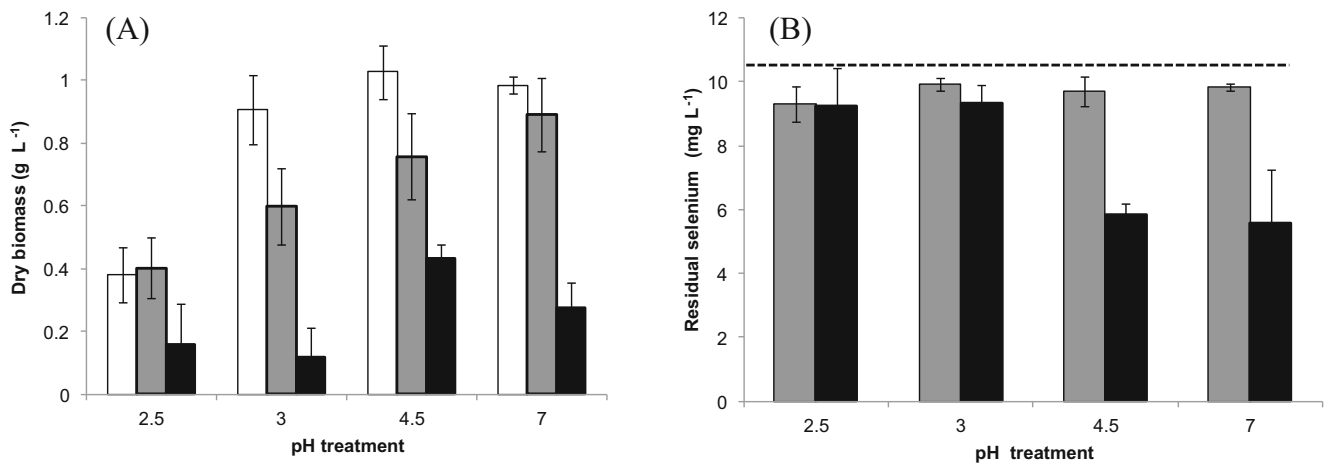 (A)
Dry biomass (g L-1)
1.2
1
0.8
0.6
0.4
0.2
0
2.5 3 4.5 7
pH treatment
(B)
Residual selenium (mg L-1)
12
10
8
6
4
2
0
2.5 3 4.5 7
pH treatment